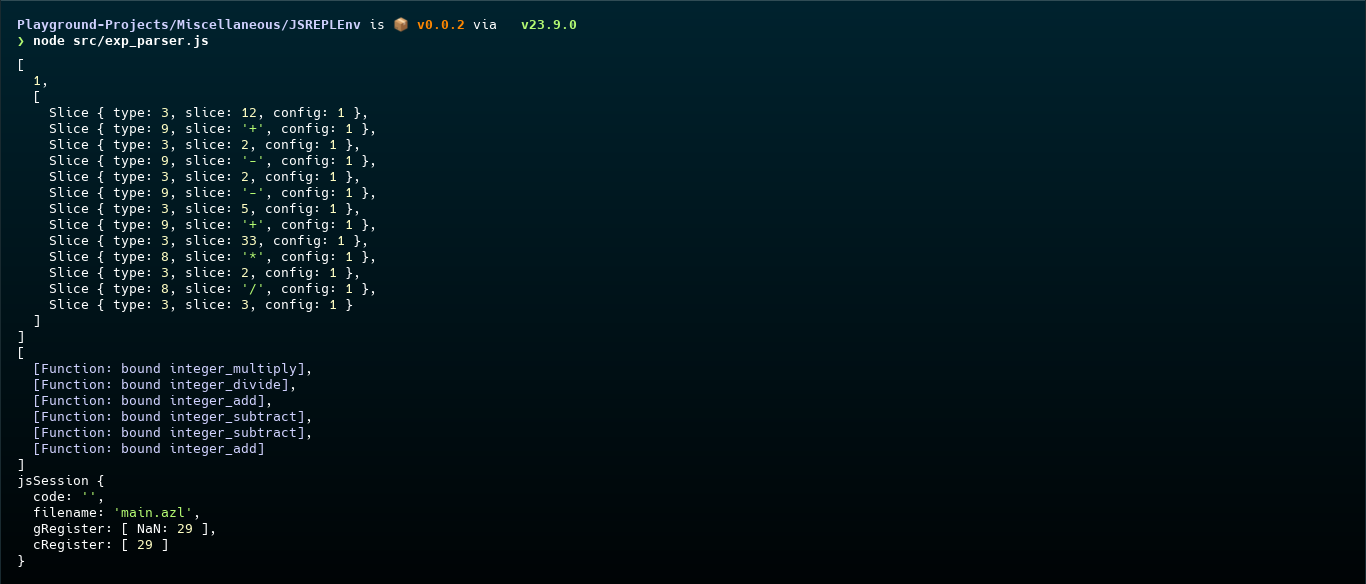 Playground-Projects/Miscellaneous/JSREPLEnv is 📦 v0.0.2 via v23.9.0
❯ node src/exp_parser.js
[
  1,
  [
    Slice { type: 3, slice: 12, config: 1 },
    Slice { type: 9, slice: '+', config: 1 },
    Slice { type: 3, slice: 2, config: 1 },
    Slice { type: 9, slice: '-', config: 1 },
    Slice { type: 3, slice: 2, config: 1 },
    Slice { type: 9, slice: '-', config: 1 },
    Slice { type: 3, slice: 5, config: 1 },
    Slice { type: 9, slice: '+', config: 1 },
    Slice { type: 3, slice: 33, config: 1 },
    Slice { type: 8, slice: '*', config: 1 },
    Slice { type: 3, slice: 2, config: 1 },
    Slice { type: 8, slice: '/', config: 1 },
    Slice { type: 3, slice: 3, config: 1 }
  ]
]
[
  [Function: bound integer_multiply],
  [Function: bound integer_divide],
  [Function: bound integer_add],
  [Function: bound integer_subtract],
  [Function: bound integer_subtract],
  [Function: bound integer_add]
]
jsSession {
  code: '',
  filename: 'main.azl',
  gRegister: [ NaN: 29 ],
  cRegister: [ 29 ]
}